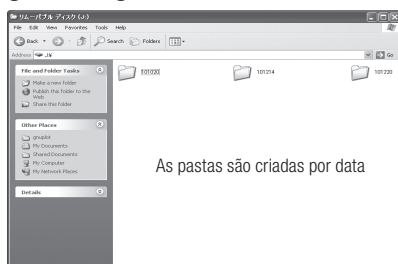 リムーバブル ディスク (J:)
File Edit View Favorites Tools Help
Back Search Folders
Address J:¥ Go
File and Folder Tasks
Make a new folder
Publish this folder to the
Web
Share this folder
Other Places
gnuplot
My Documents
Shared Documents
My Computer
My Network Places
Details
101020 101214 101220
As pastas são criadas por data